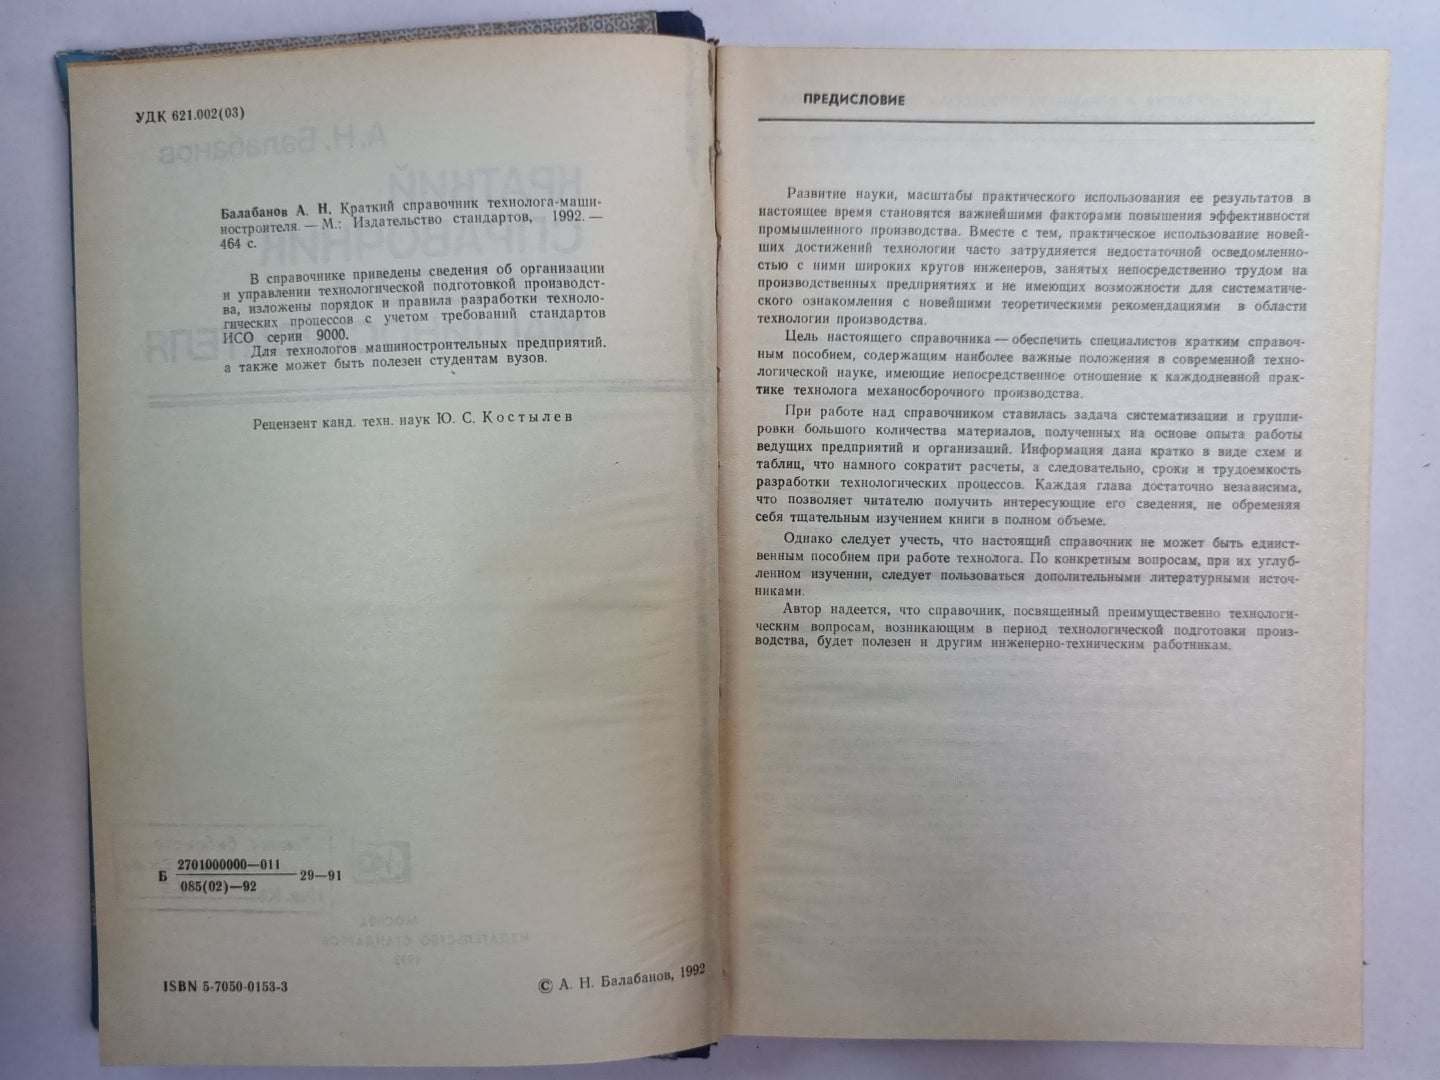 УДК 621.002(03)
Балабанов А. Н. Краткий справочник технолога-маши-
ностроителя. — М.: Издательство стандартов, 1992. —
464 с.
В справочнике приведены сведения об организации
и управлении технологической подготовкой производст-
ва, изложены порядок и правила разработки техноло-
гических процессов с учетом требований стандартов
ИСО серии 9000.
Для технологов машиностроительных предприятий.
а также может быть полезен студентам вузов.
Рецензент канд. техн. наук Ю. С. Костылев
2701000000—011
Б 29—91
085(02)—92
ISBN 5-7050-0153-3
© А. Н. Балабанов, 1992
ПРЕДИСЛОВИЕ
Развитие науки, масштабы практического использования ее результатов в
настоящее время становятся важнейшими факторами повышения эффективности
промышленного производства. Вместе с тем, практическое использование новей-
ших достижений технологии часто затрудняется недостаточной осведомленно-
стью с ними широких кругов инженеров, занятых непосредственно трудом на
производственных предприятиях и не имеющих возможности для систематиче-
ского ознакомления с новейшими теоретическими рекомендациями в области
технологии производства.
Цель настоящего справочника — обеспечить специалистов кратким справоч-
ным пособием, содержащим наиболее важные положения в современной техно-
логической науке, имеющие непосредственное отношение к каждодневной прак-
тике технолога механосборочного производства.
При работе над справочником ставилась задача систематизации и группи-
ровки большого количества материалов, полученных на основе опыта работы
ведущих предприятий и организаций. Информация дана кратко в виде схем и
таблиц, что намного сократит расчеты, а следовательно, сроки и трудоемкость
разработки технологических процессов. Каждая глава достаточно независима,
что позволяет читателю получить интересующие его сведения, не обременяя
себя тщательным изучением книги в полном объеме.
Однако следует учесть, что настоящий справочник не может быть единст-
венным пособием при работе технолога. По конкретным вопросам, при их углуб-
ленном изучении, следует пользоваться дополительными литературными источ-
никами.
Автор надеется, что справочник, посвященный преимущественно технологи-
ческим вопросам, возникающим в период технологической подготовки произ-
водства, будет полезен и другим инженерно-техническим работникам.